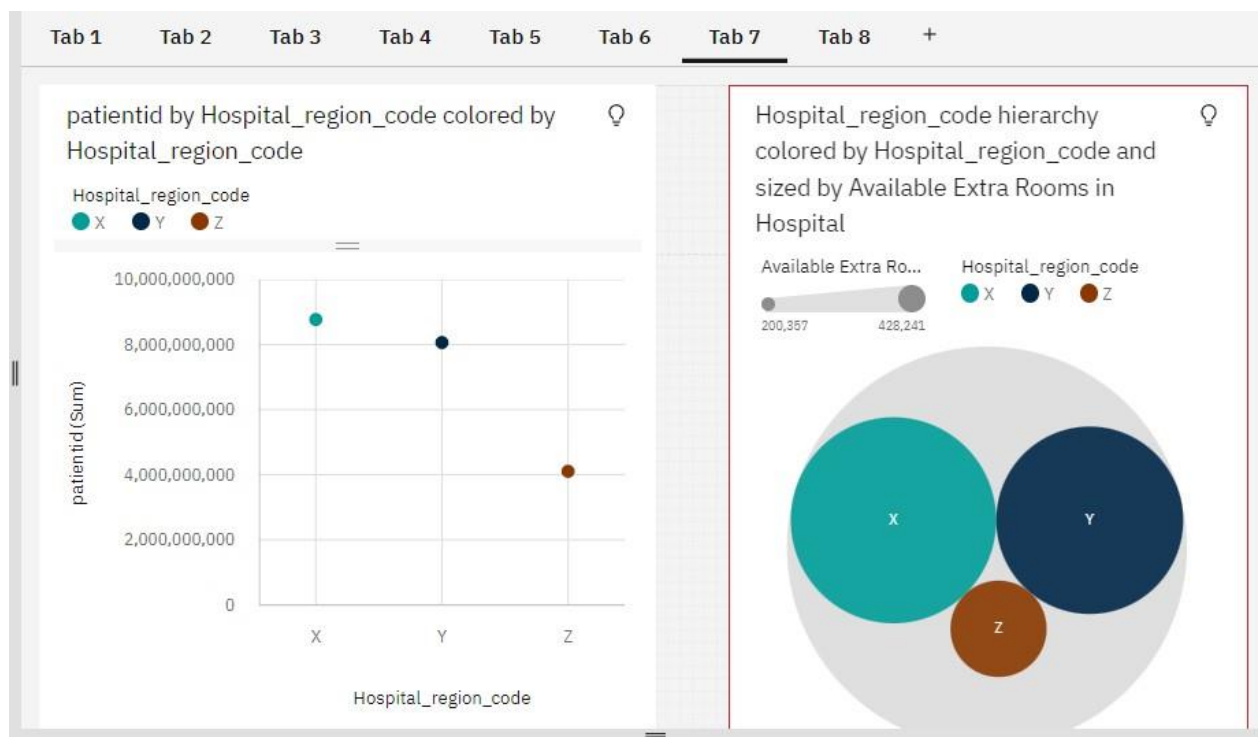 Tab 1 Tab 2 Tab 3 Tab 4 Tab 5 Tab 6 Tab 7 Tab 8 +
patientid by Hospital_region_code colored by
Hospital_region_code
Hospital_region_code
X Y Z
10,000,000,000
8,000,000,000
6,000,000,000
4,000,000,000
2,000,000,000
0
patientid (Sum)
X Y Z
Hospital_region_code
Hospital_region_code hierarchy
colored by Hospital_region_code and
sized by Available Extra Rooms in
Hospital
Available Extra Ro...
200,357 428,241
Hospital_region_code
X Y Z
X
Y
Z